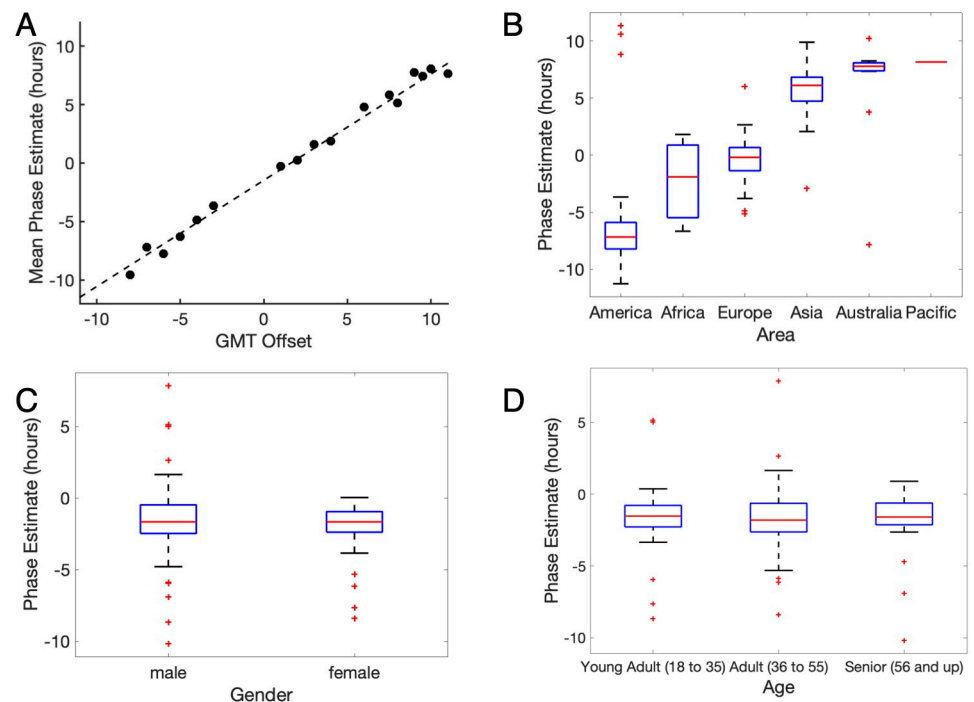 A
Mean Phase Estimate (hours)
10
5
0
-5
-10
-10 -5 0 5 10
GMT Offset
B
Phase Estimate (hours)
10
5
0
-5
-10
America Africa Europe Asia Australia Pacific
Area
C
Phase Estimate (hours)
5
0
-5
-10
male female
Gender
D
Phase Estimate (hours)
5
0
-5
-10
Young Adult (18 to 35) Adult (36 to 55) Senior (56 and up)
Age